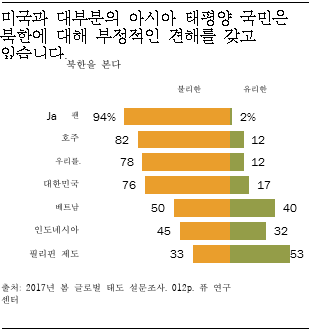 미국과 대부분의 아시아 태평양 국민은
북한에 대해 부정적인 견해를 갖고
있습니다.
북한을 본다
불리한 유리한
Ja 팬 94% 2%
호주 82 12
우리를. 78 12
대한민국 76 17
베트남 50 40
인도네시아 45 32
필리핀 제도 33 53
출처: 2017년 봄 글로벌 태도 설문조사. 012p. 퓨 연구
센터